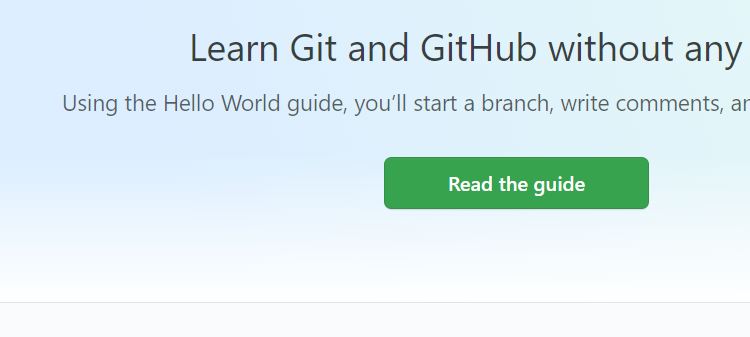 Learn Git and GitHub without any
Using the Hello World guide, you’ll start a branch, write comments,
Read the guide